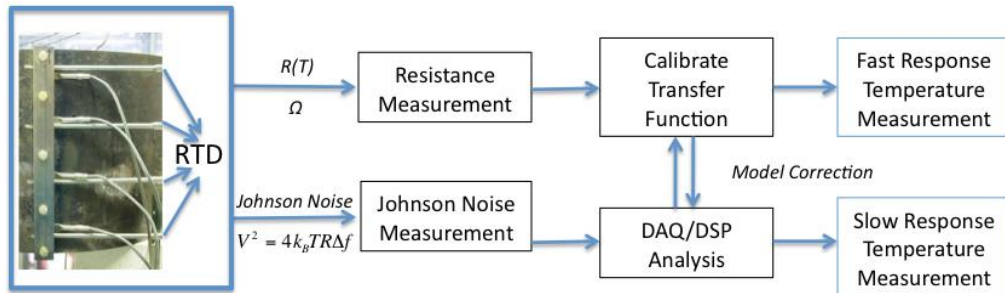 RTD
R(T)
Ω
Resistance
Measurement
Calibrate
Transfer
Function
Fast Response
Temperature
Measurement
Johnson Noise
V² = 4k_BTRΔf
Johnson Noise
Measurement
Model Correction
DAQ/DSP
Analysis
Slow Response
Temperature
Measurement